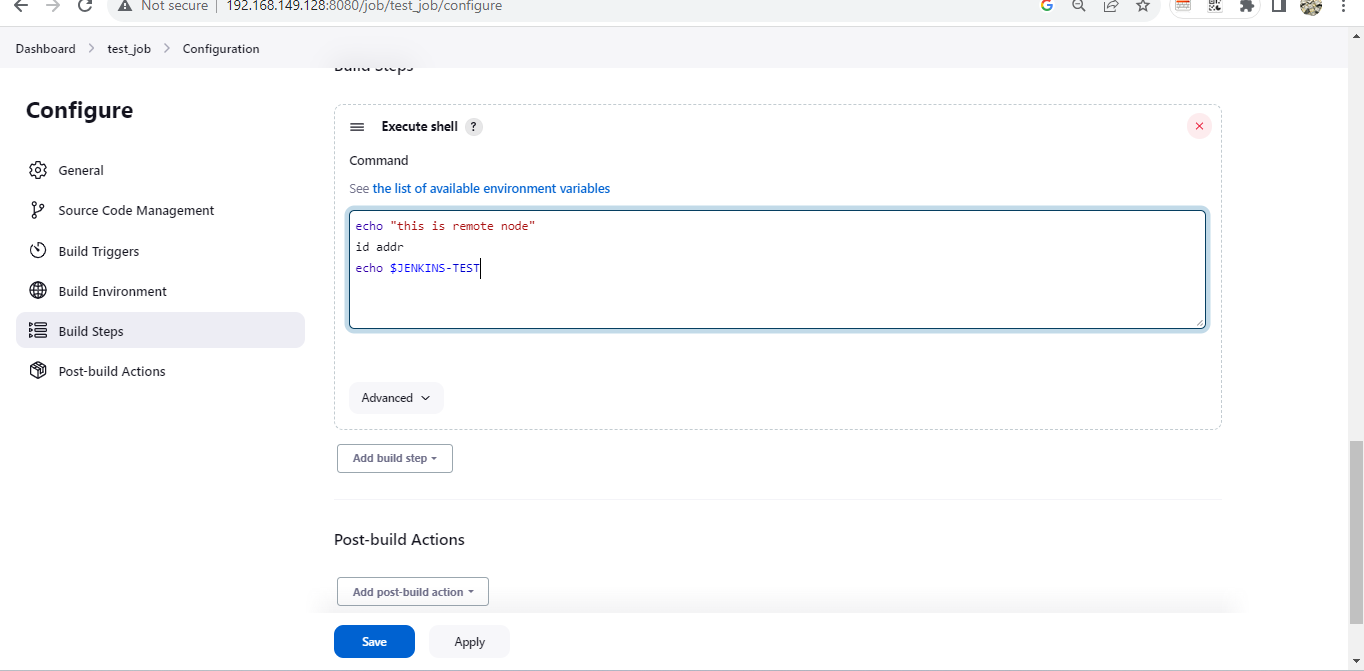 Not secure | 192.168.149.128:8080/job/test_job/configure
Dashboard > test_job > Configuration
Build Steps
Configure
General
Source Code Management
Build Triggers
Build Environment
Build Steps
Post-build Actions
Execute shell ?
Command
See the list of available environment variables
echo "this is remote node"
id addr
echo $JENKINS-TEST
Advanced
Add build step
Post-build Actions
Add post-build action
Save
Apply